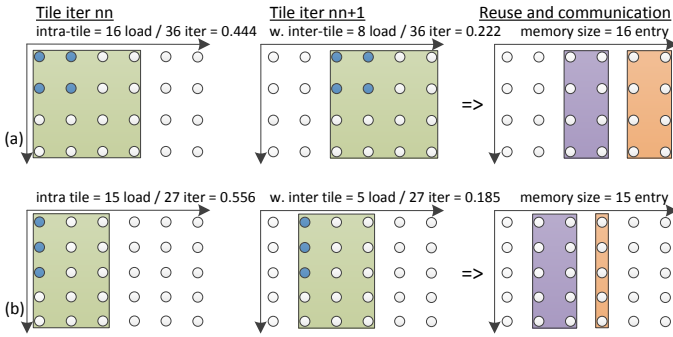 Tile iter nn
Tile iter nn+1
Reuse and communication
intra-tile = 16 load / 36 iter = 0.444
w. inter-tile = 8 load / 36 iter = 0.222
memory size = 16 entry
=>
(a)
intra tile = 15 load / 27 iter = 0.556
w. inter tile = 5 load / 27 iter = 0.185
memory size = 15 entry
=>
(b)